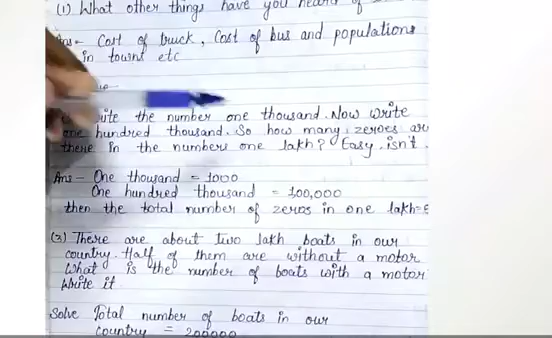 (1) What other things have you heard of
Ans- Cost of truck, Cost of bus and populations
in towns etc
the number one thousand. Now write
one hundred thousand. So how many zeroes are
there in the numbers one lakh? Easy, isn't
Ans - One thousand = 1000
One hundred thousand = 100,000
then the total number of zeros in one lakh=
(3) There are about two lakh boats in our
country. Half of them are without a motor
What is the number of boats with a motor
Write it
Solve Total number of boats in our
country = 200000